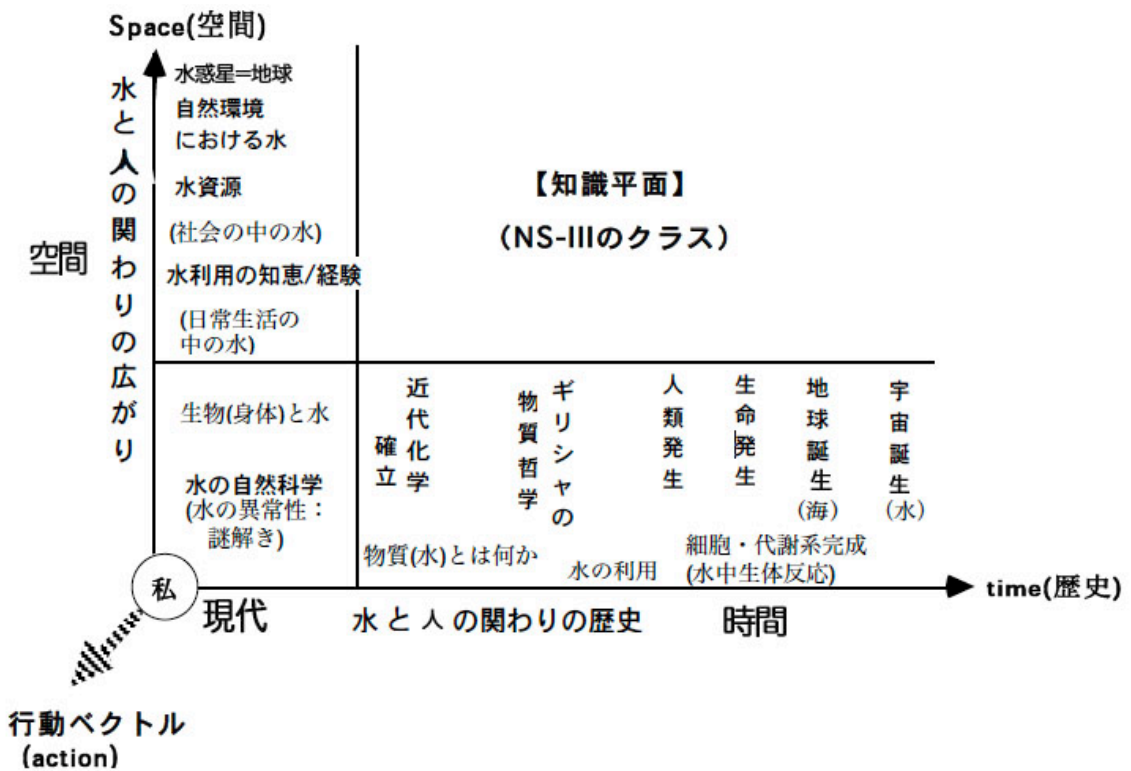 Space(空間)
水と人の関わりの広がり
空間
水惑星=地球
自然環境
における水
水資源
(社会の中の水)
水利用の知恵/経験
(日常生活の
中の水)
【知識平面】
(NS-IIIのクラス)
生物(身体)と水
水の自然科学
(水の異常性：
謎解き)
近代化学
確立
ギリシャの
物質哲学
人類発生
生命発生
地球誕生
(海)
宇宙誕生
(水)
物質(水)とは何か
水の利用
細胞・代謝系完成
(水中生体反応)
私
time(歴史)
現代
水と人の関わりの歴史
時間
行動ベクトル
(action)